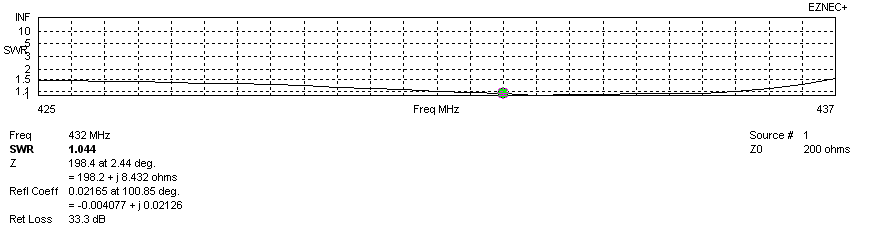 EZNEC+
INF
10
5
SWR
3
2
1.5
1.1
1
425
Freq MHz
437
Freq 432 MHz
Source # 1
SWR 1.044
Z0 200 ohms
Z 198.4 at 2.44 deg.
= 198.2 + j 8.432 ohms
Refl Coeff 0.02165 at 100.85 deg.
= -0.004077 + j 0.02126
Ret Loss 33.3 dB